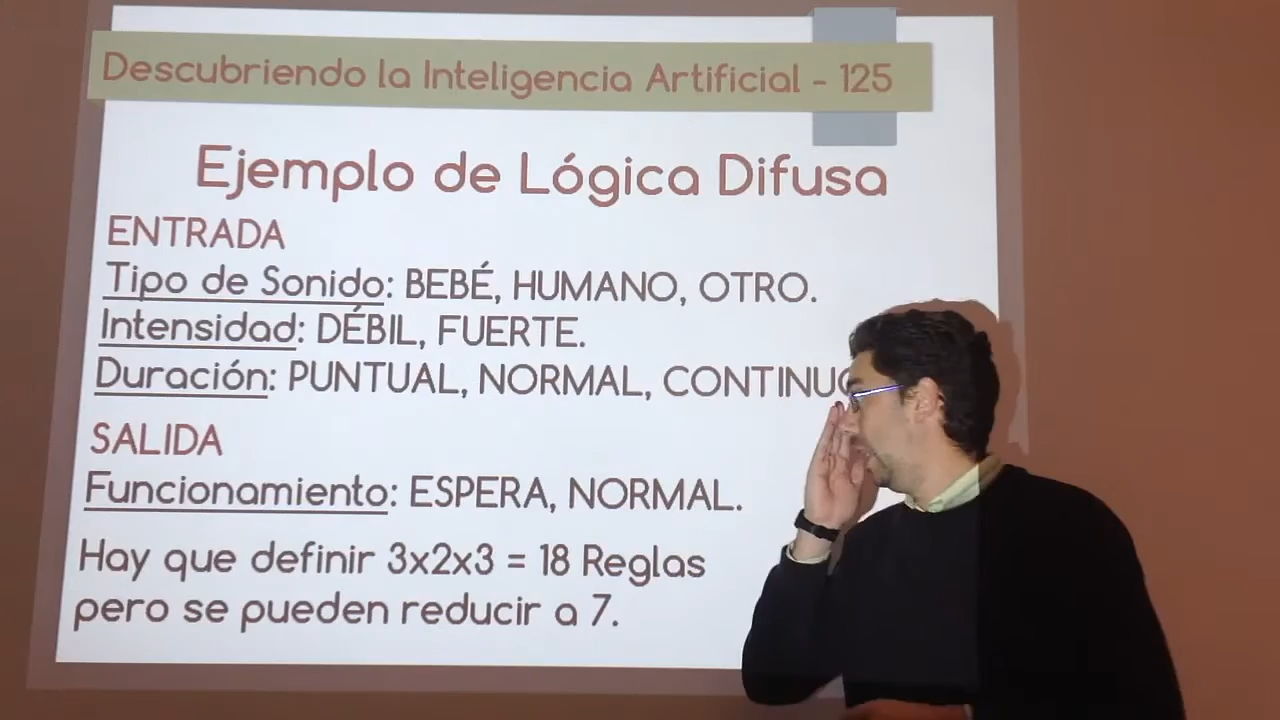 Descubriendo la Inteligencia Artificial - 125
Ejemplo de Lógica Difusa
ENTRADA
Tipo de Sonido: BEBÉ, HUMANO, OTRO.
Intensidad: DÉBIL, FUERTE.
Duración: PUNTUAL, NORMAL, CONTINUO
SALIDA
Funcionamiento: ESPERA, NORMAL.
Hay que definir 3x2x3 = 18 Reglas
pero se pueden reducir a 7.